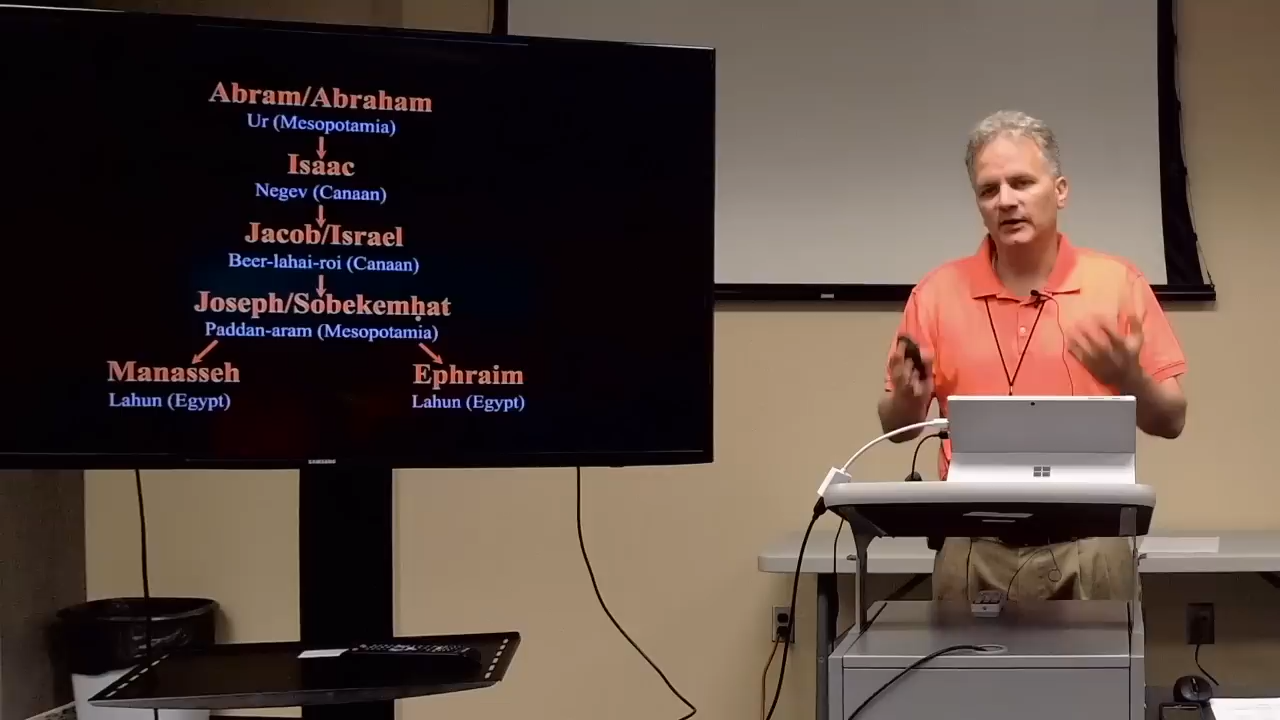 Abram/Abraham
Ur (Mesopotamia)
Isaac
Negev (Canaan)
Jacob/Israel
Beer-lahai-roi (Canaan)
Joseph/Sobekemḥat
Paddan-aram (Mesopotamia)
Manasseh
Lahun (Egypt)
Ephraim
Lahun (Egypt)
SAMSUNG